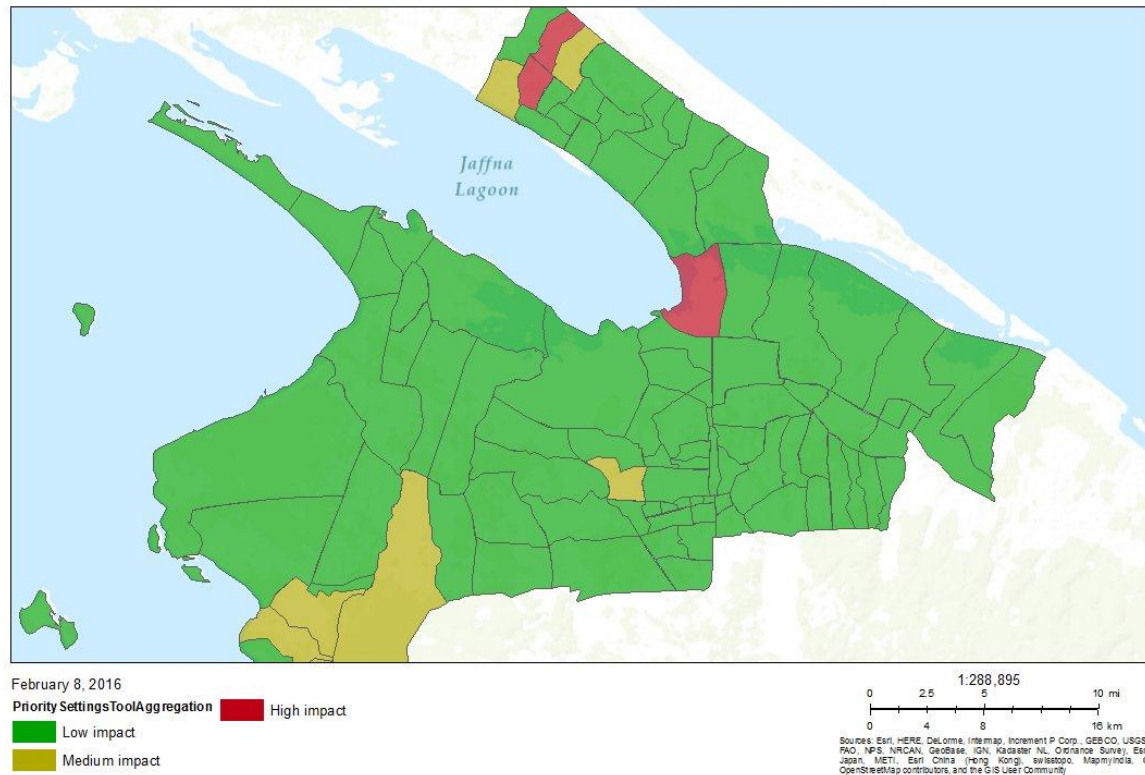 Jaffna
Lagoon
February 8, 2016
PrioritySettingsToolAggregation
High impact
Low impact
Medium impact
1:288,895
0 2.5 5 10 mi
0 4 8 16 km
Sources: Esri, HERE, DeLorme, Intermap, Increment P Corp., GEBCO, USGS
FAO, NPS, NRCAN, GeoBase, IGN, Kadaster NL, Ordnance Survey, Esri
Japan, METI, Esri China (Hong Kong), swisstopo, MapmyIndia,
OpenStreetMap contributors, and the GIS User Community